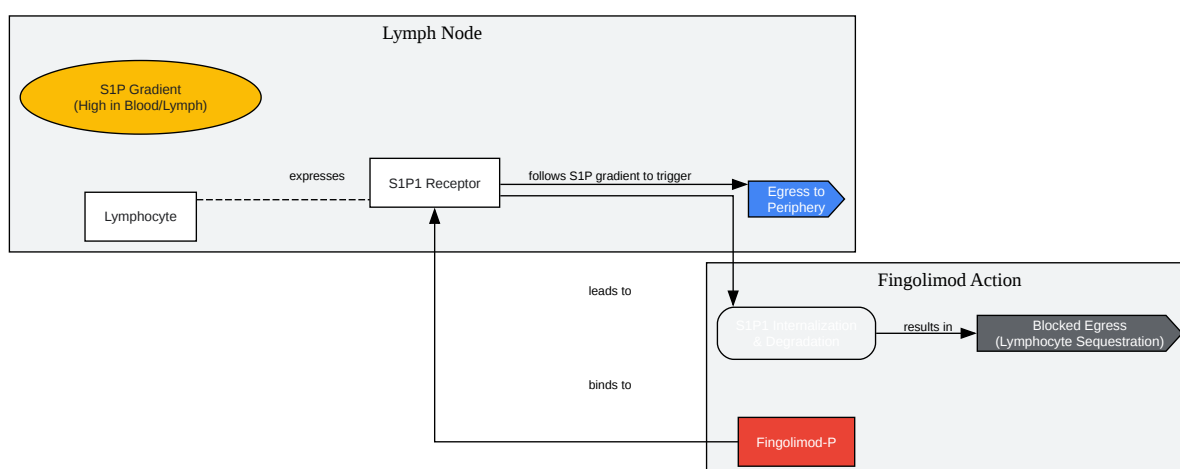 Lymph Node
S1P Gradient
(High in Blood/Lymph)
expresses
S1P1 Receptor
follows S1P gradient to trigger
Egress to
Periphery
Lymphocyte
Fingolimod Action
leads to
S1P1 Internalization
& Degradation
results in
Blocked Egress
(Lymphocyte Sequestration)
binds to
Fingolimod-P